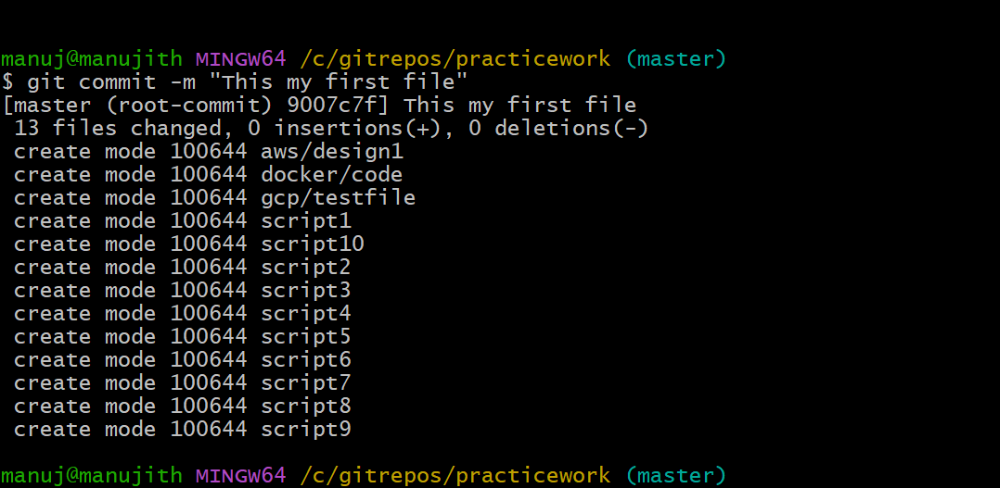 manuj@manujith MINGW64 /c/gitrepos/practicework (master)
$ git commit -m "This my first file"
[master (root-commit) 9007c7f] This my first file
 13 files changed, 0 insertions(+), 0 deletions(-)
 create mode 100644 aws/design1
 create mode 100644 docker/code
 create mode 100644 gcp/testfile
 create mode 100644 script1
 create mode 100644 script10
 create mode 100644 script2
 create mode 100644 script3
 create mode 100644 script4
 create mode 100644 script5
 create mode 100644 script6
 create mode 100644 script7
 create mode 100644 script8
 create mode 100644 script9
manuj@manujith MINGW64 /c/gitrepos/practicework (master)